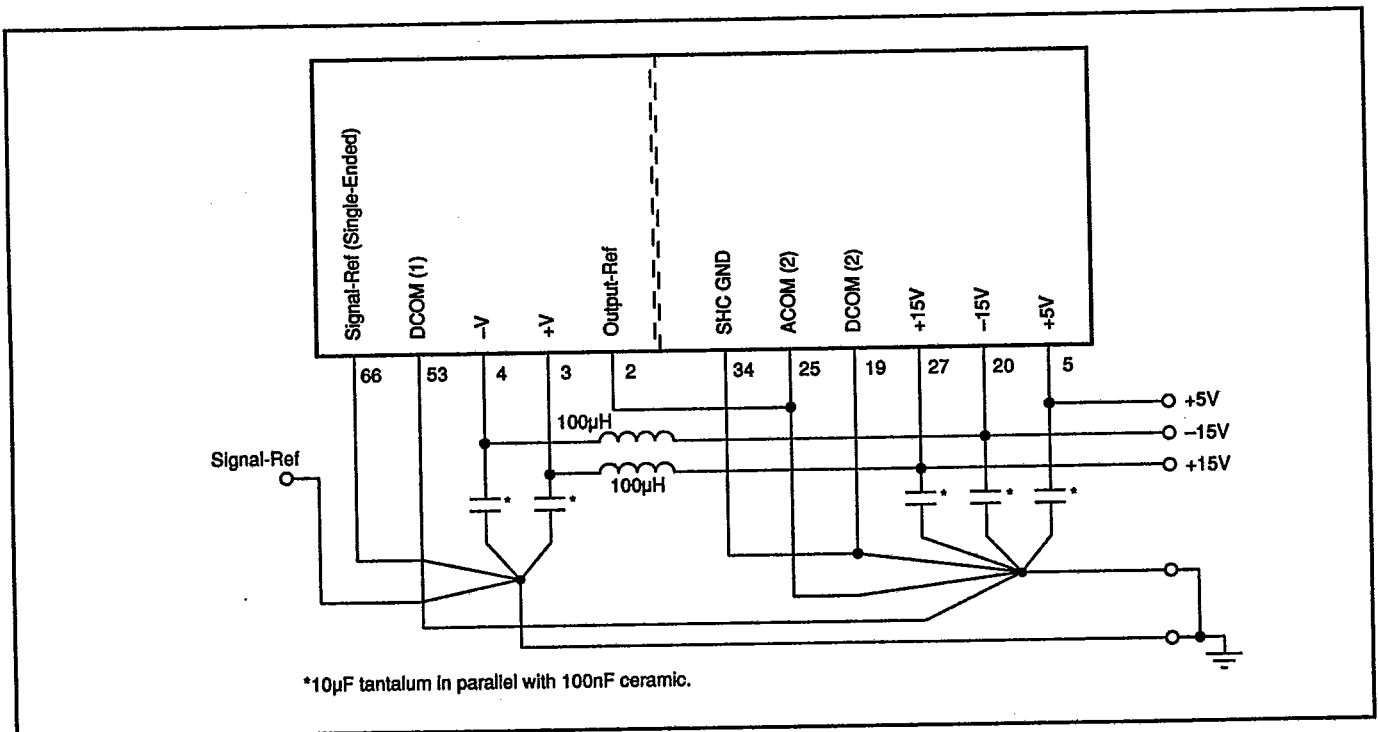 Signal-Ref (Single-Ended)
DCOM (1)
–V
+V
Output-Ref
SHC GND
ACOM (2)
DCOM (2)
+15V
–15V
+5V
66
53
4
3
2
34
25
19
27
20
5
+5V
100µH
–15V
Signal-Ref
+15V
100µH
*
*
*
*
*
*10µF tantalum in parallel with 100nF ceramic.